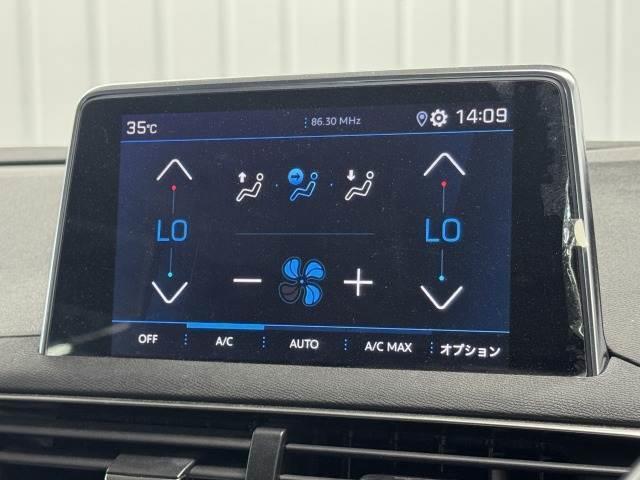 35°C
86.30 MHz
14:09
LO
LO
OFF
A/C
AUTO
A/C MAX
オプション